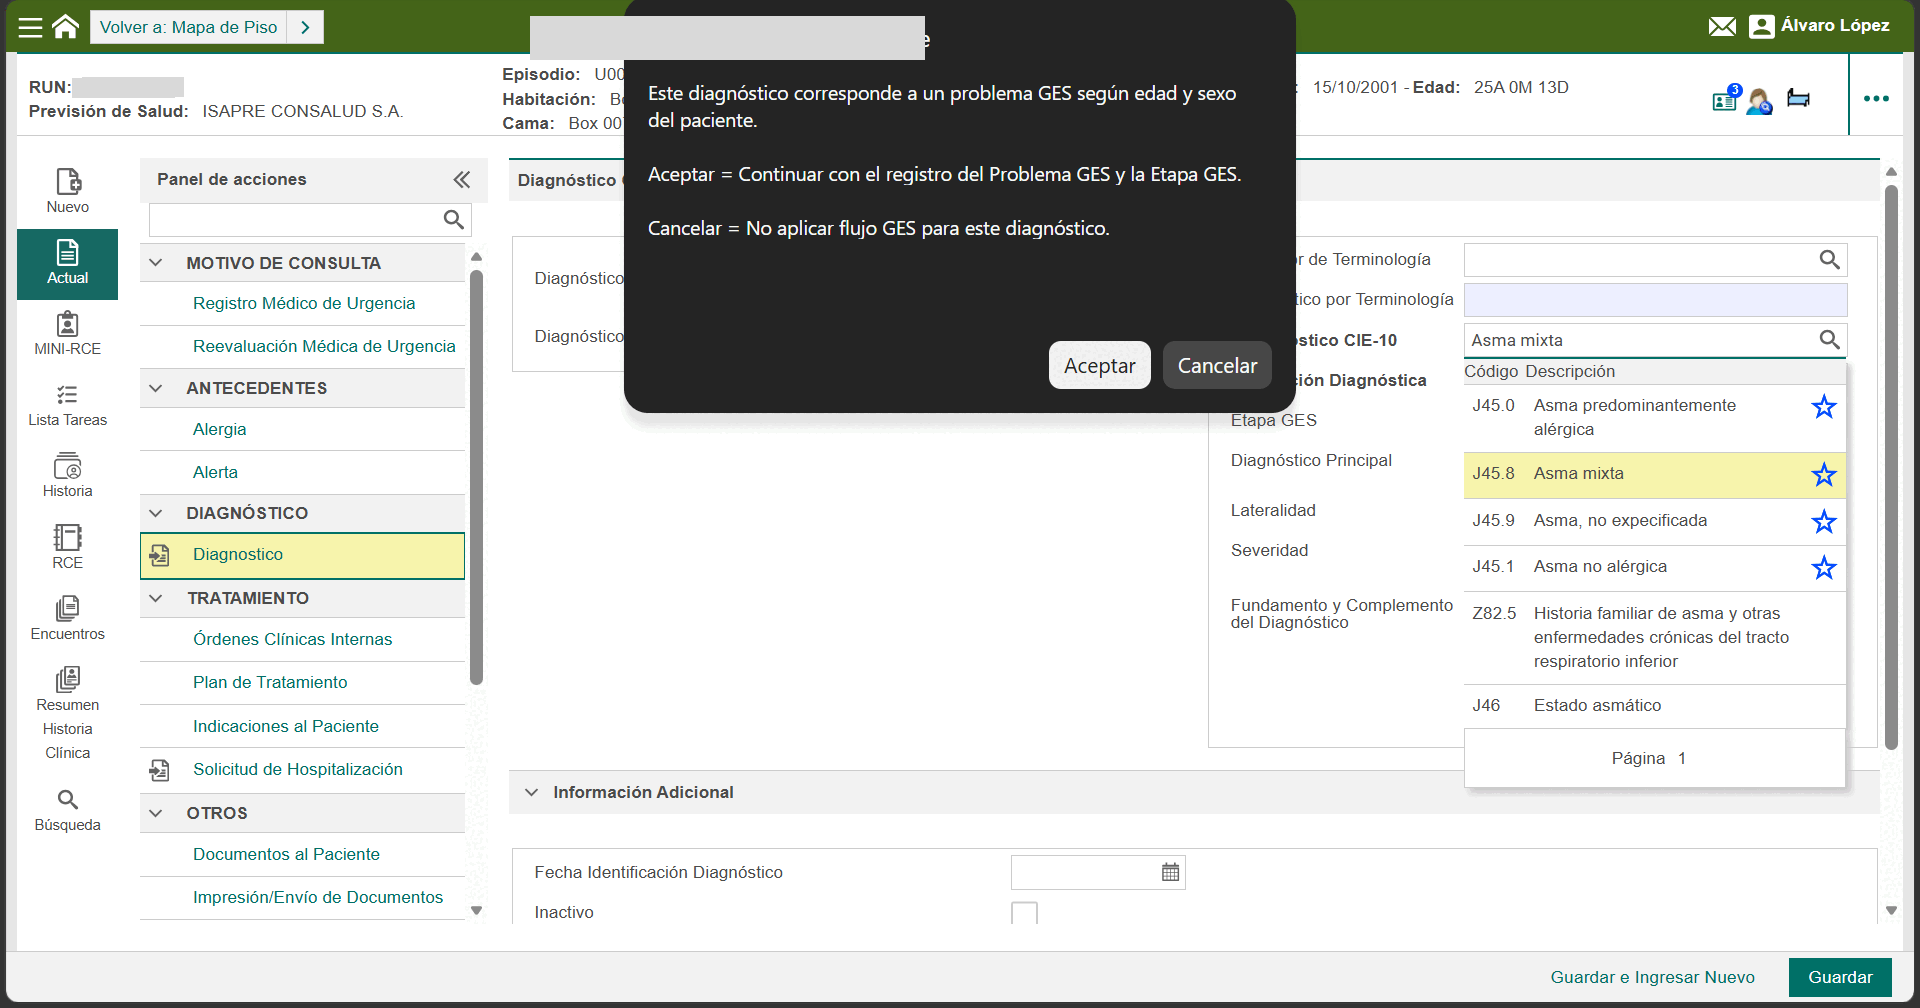 Volver a: Mapa de Piso
Álvaro López
RUN:
Previsión de Salud: ISAPRE CONSALUD S.A.
Episodio:
Habitación:
Cama: Box
15/10/2001 - Edad: 25A 0M 13D
3
Este diagnóstico corresponde a un problema GES según edad y sexo
del paciente.
Aceptar = Continuar con el registro del Problema GES y la Etapa GES.
Cancelar = No aplicar flujo GES para este diagnóstico.
Aceptar
Cancelar
Nuevo
Actual
MINI-RCE
Lista Tareas
Historia
RCE
Encuentros
Resumen
Historia
Clínica
Búsqueda
Panel de acciones
MOTIVO DE CONSULTA
Registro Médico de Urgencia
Reevaluación Médica de Urgencia
ANTECEDENTES
Alergia
Alerta
DIAGNÓSTICO
Diagnostico
TRATAMIENTO
Órdenes Clínicas Internas
Plan de Tratamiento
Indicaciones al Paciente
Solicitud de Hospitalización
OTROS
Documentos al Paciente
Impresión/Envío de Documentos
Diagnóstico
Diagnóstico
Diagnóstico
de Terminología
por Terminología
CIE-10
Asma mixta
Diagnóstica
Etapa GES
Diagnóstico Principal
Lateralidad
Severidad
Fundamento y Complemento
del Diagnóstico
Código Descripción
J45.0 Asma predominantemente
alérgica
J45.8 Asma mixta
J45.9 Asma, no expecificada
J45.1 Asma no alérgica
Z82.5 Historia familiar de asma y otras
enfermedades crónicas del tracto
respiratorio inferior
J46 Estado asmático
Página 1
Información Adicional
Fecha Identificación Diagnóstico
Inactivo
Guardar e Ingresar Nuevo
Guardar